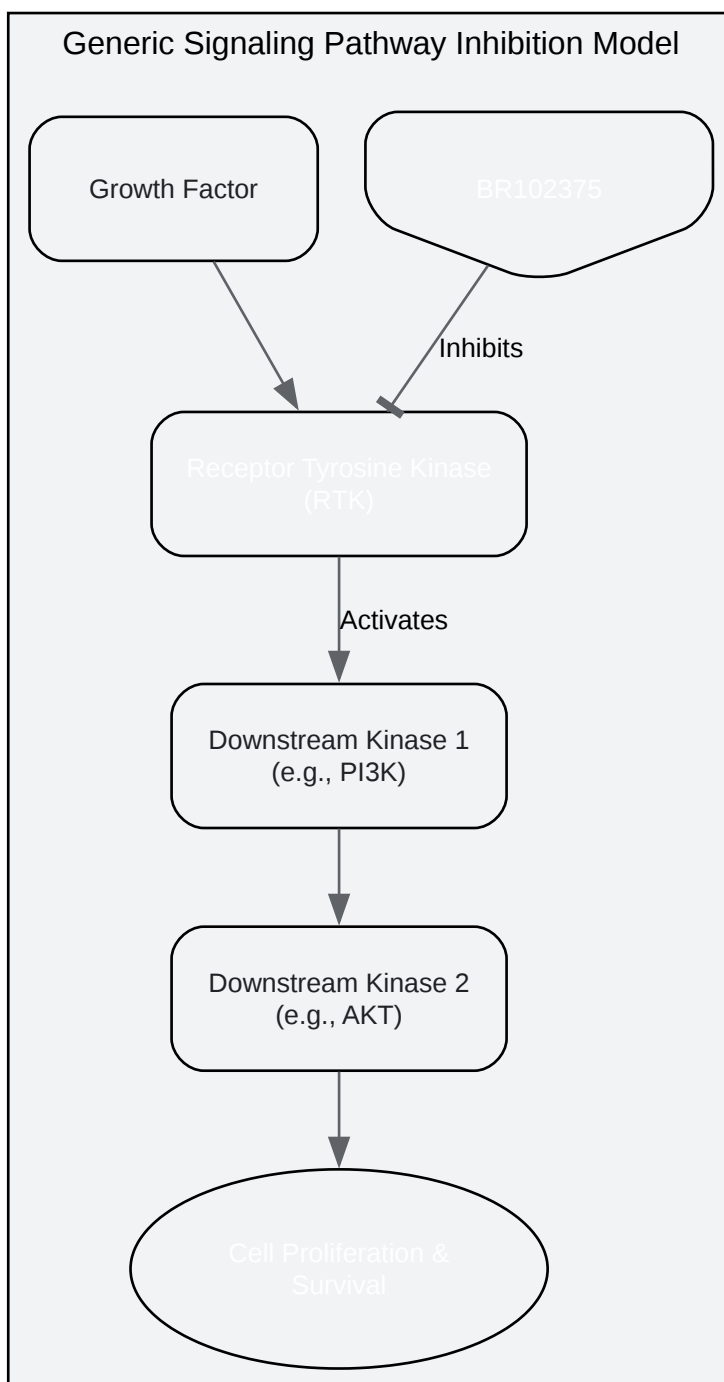 Generic Signaling Pathway Inhibition Model
Growth Factor
BR102375
Inhibits
Receptor Tyrosine Kinase
(RTK)
Activates
Downstream Kinase 1
(e.g., PI3K)
Downstream Kinase 2
(e.g., AKT)
Cell Proliferation &
Survival